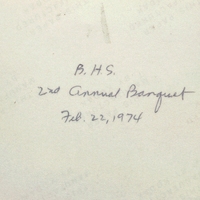 B.H.S.
2nd Annual Banquet
Feb. 22, 1974